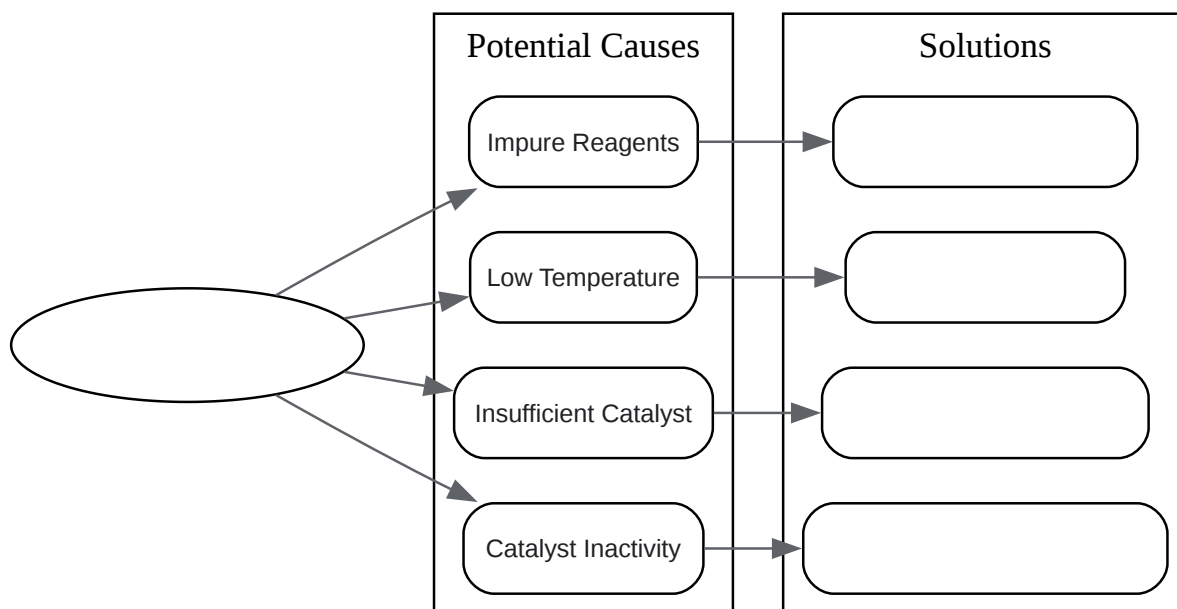 Potential Causes
Solutions
Impure Reagents
Low Temperature
Insufficient Catalyst
Catalyst Inactivity